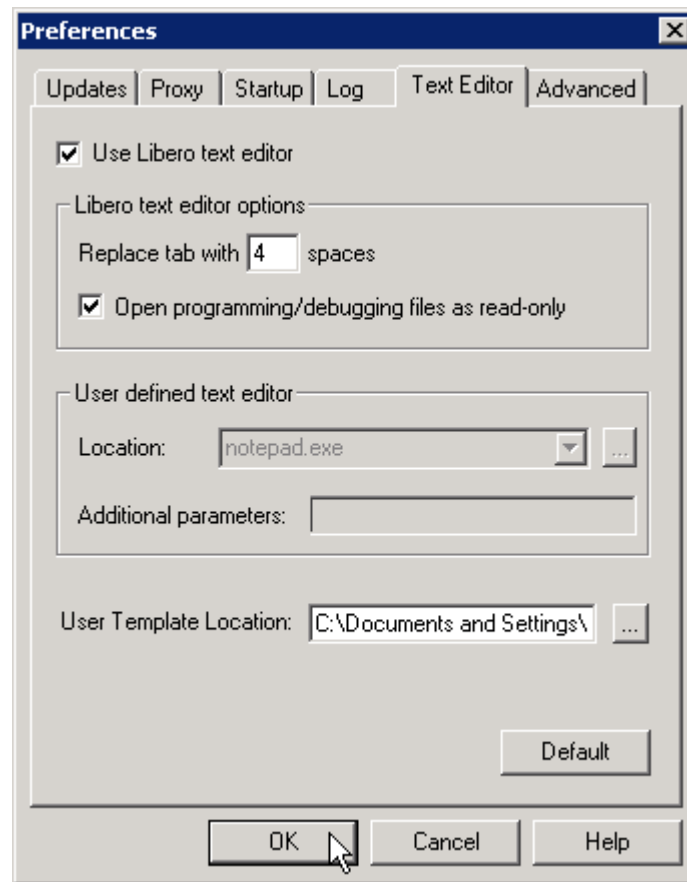 Preferences
Updates Proxy Startup Log Text Editor Advanced
Use Libero text editor
Libero text editor options
Replace tab with 4 spaces
Open programming/debugging files as read-only
User defined text editor
Location: notepad.exe ...
Additional parameters:
User Template Location: C:\Documents and Settings\ ...
Default
OK Cancel Help